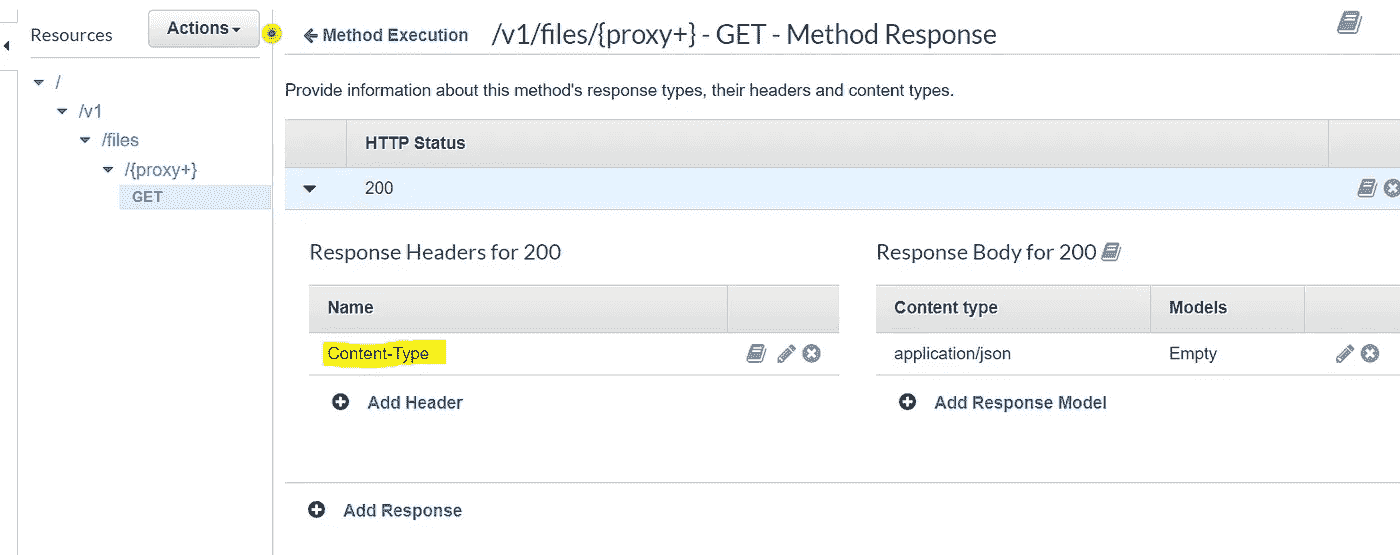 Resources
Actions
/
/v1
/files
/{proxy+}
GET
Method Execution
/v1/files/{proxy+} - GET - Method Response
Provide information about this method's response types, their headers and content types.
HTTP Status
200
Response Headers for 200
Name
Content-Type
Add Header
Response Body for 200
Content type Models
application/json Empty
Add Response Model
Add Response